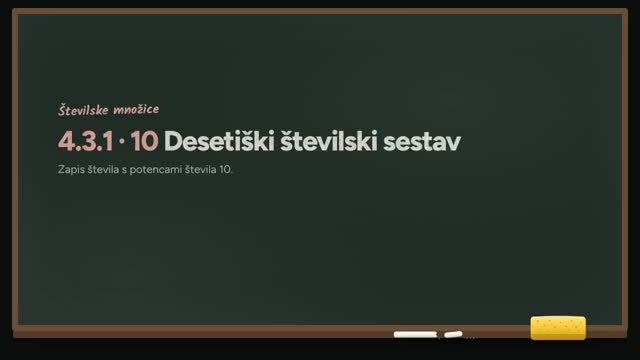 Številske množice
4.3.1 · 10 Desetiški številski sestav
Zapis števila s potencami števila 10.